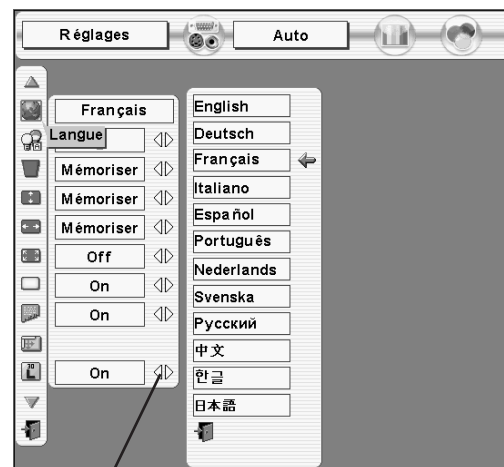 Réglages
Auto
Français
Langue
Mémoriser
Mémoriser
Mémoriser
Off
On
On
On
English
Deutsch
Français
Italiano
Español
Português
Nederlands
Svenska
Русский
中文
한글
日本語